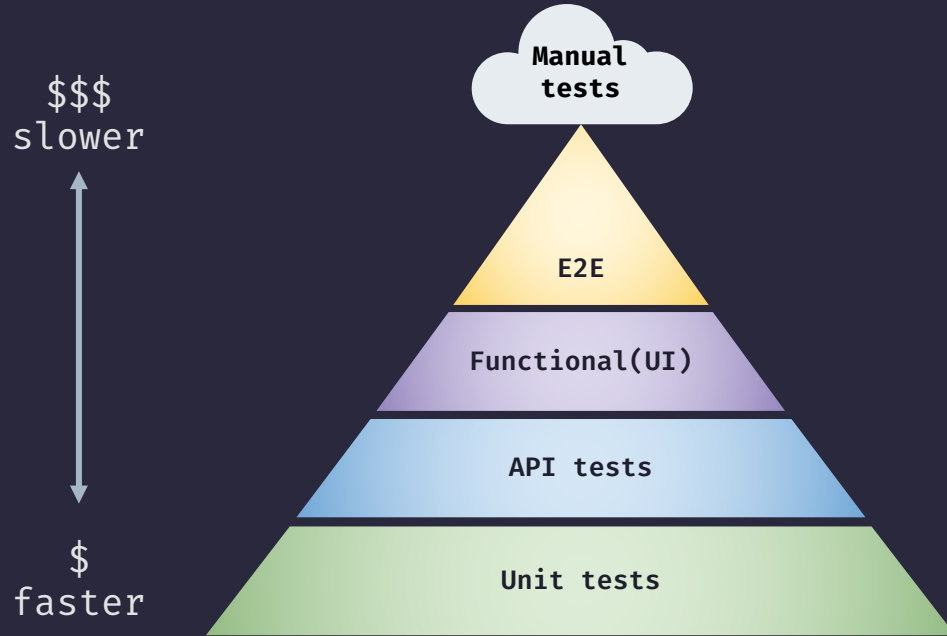 Manual
tests
$$$
slower
E2E
Functional(UI)
API tests
$
faster
Unit tests